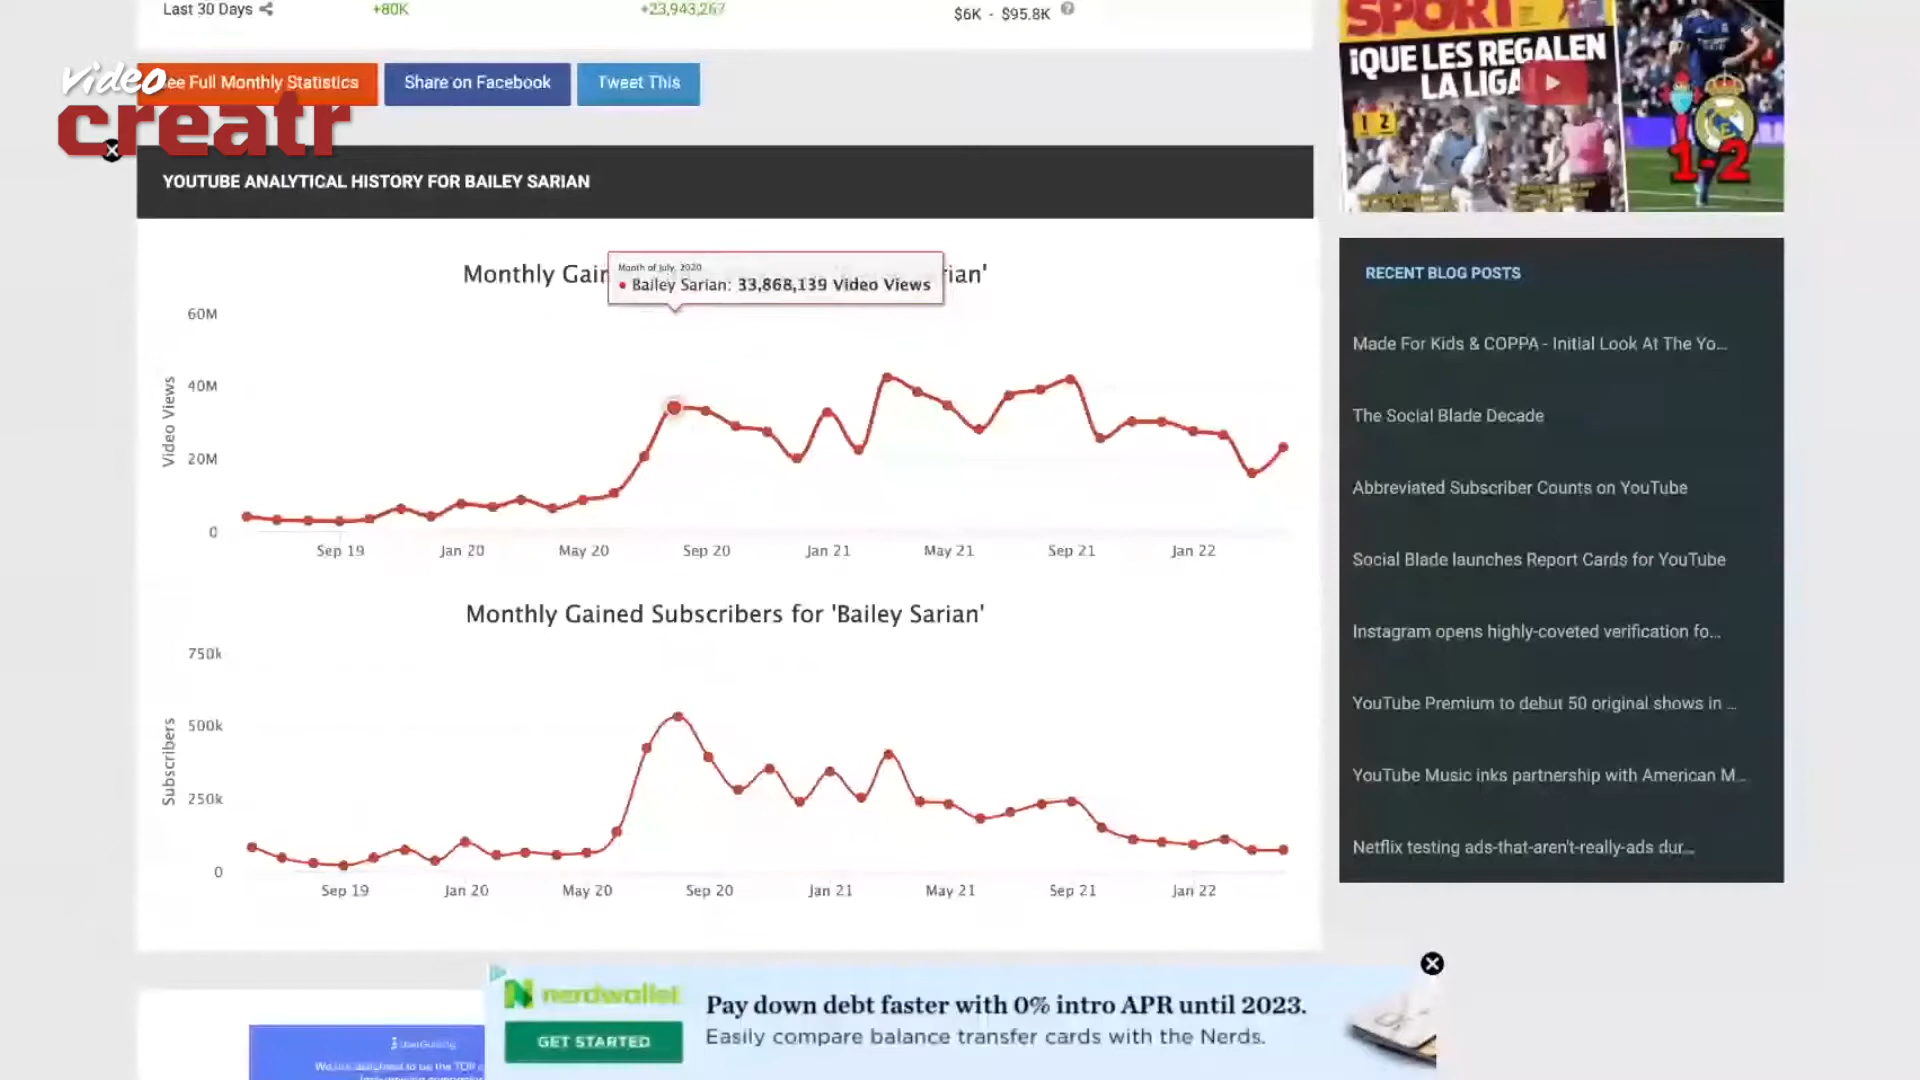 Last 30 Days
+80K
+23,943,267
$6K - $95.8K
video
creatr
ee Full Monthly Statistics
Share on Facebook
Tweet This
SPORT
¡QUE LES REGALEN
LA LIGA
1 2
1-2
YOUTUBE ANALYTICAL HISTORY FOR BAILEY SARIAN
Monthly Gain
ian'
Month of July, 2020
Bailey Sarian: 33,868,139 Video Views
Video Views
60M
40M
20M
0
Sep 19
Jan 20
May 20
Sep 20
Jan 21
May 21
Sep 21
Jan 22
Monthly Gained Subscribers for 'Bailey Sarian'
Subscribers
750k
500k
250k
0
Sep 19
Jan 20
May 20
Sep 20
Jan 21
May 21
Sep 21
Jan 22
RECENT BLOG POSTS
Made For Kids & COPPA - Initial Look At The Yo...
The Social Blade Decade
Abbreviated Subscriber Counts on YouTube
Social Blade launches Report Cards for YouTube
Instagram opens highly-coveted verification fo...
YouTube Premium to debut 50 original shows in ...
YouTube Music inks partnership with American M...
Netflix testing ads-that-aren't-really-ads dur...
nerdwallet
GET STARTED
Pay down debt faster with 0% intro APR until 2023.
Easily compare balance transfer cards with the Nerds.